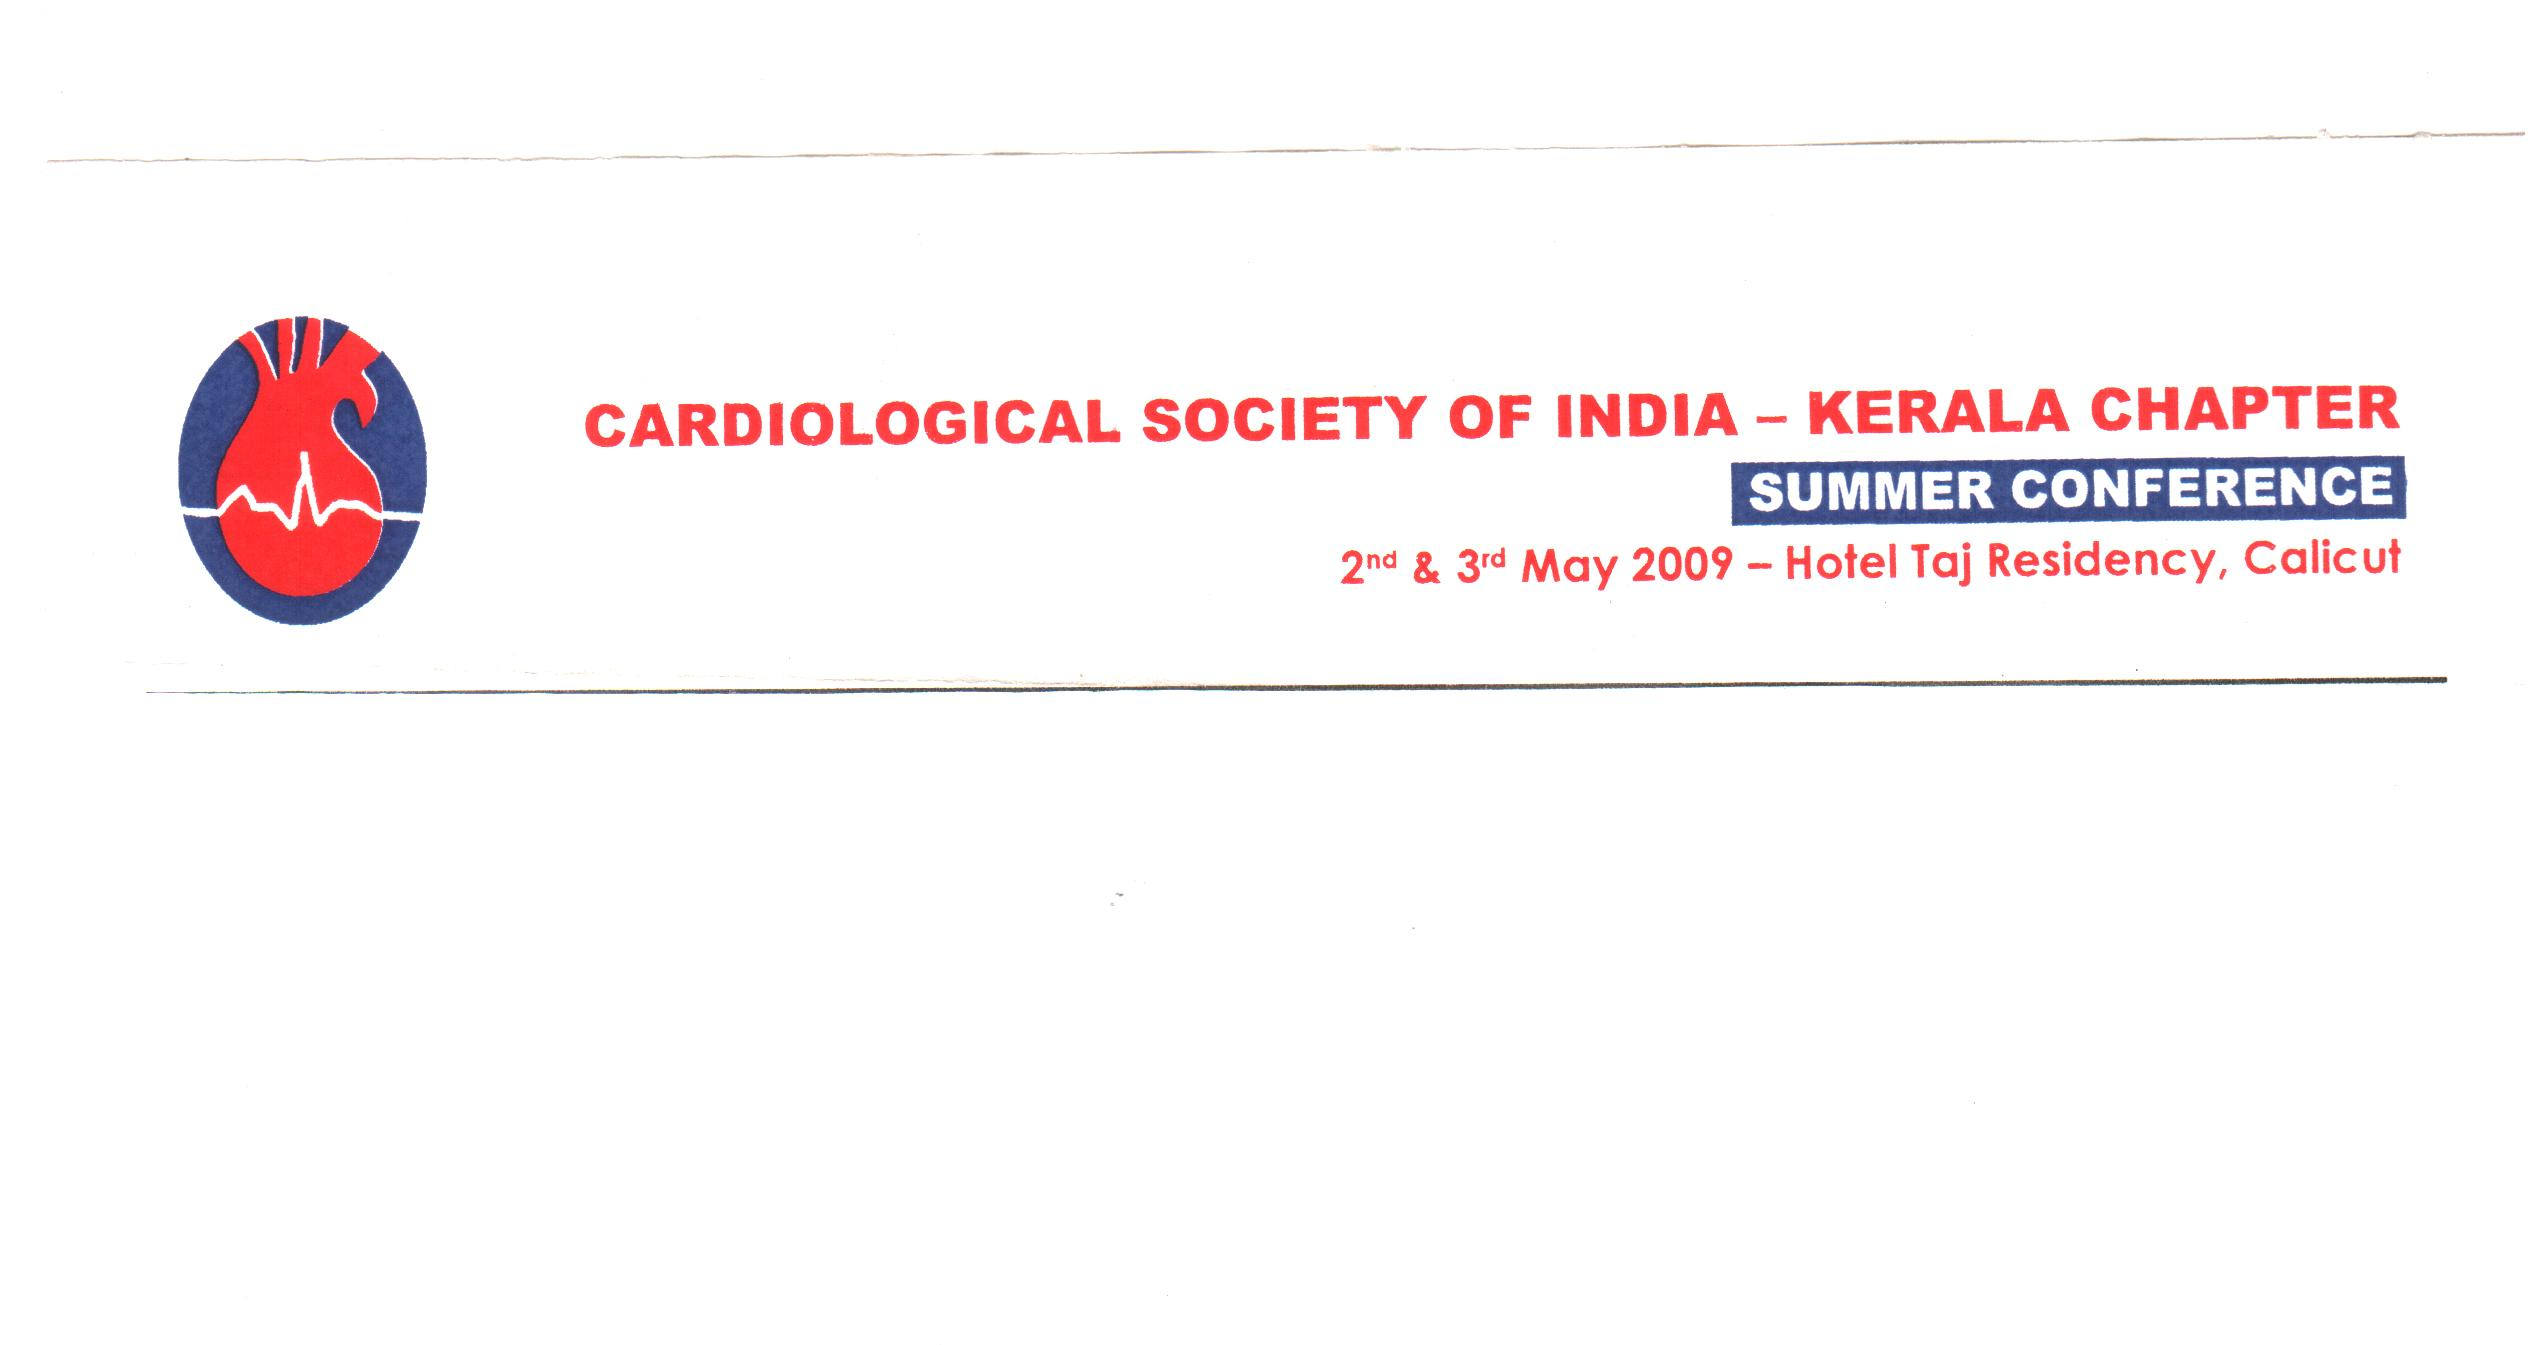 CARDIOLOGICAL SOCIETY OF INDIA – KERALA CHAPTER
SUMMER CONFERENCE
2nd & 3rd May 2009 – Hotel Taj Residency, Calicut